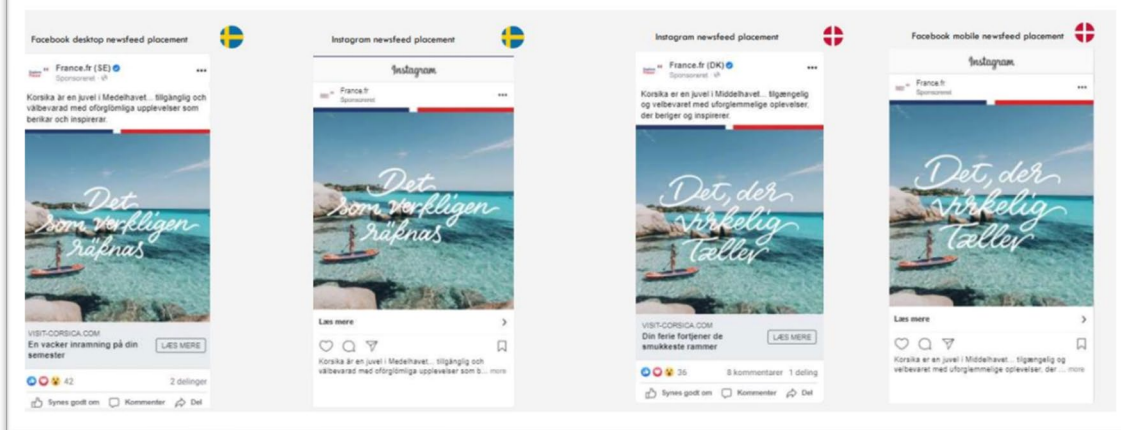 Facebook desktop newsfeed placement
France.fr (SE)
Sponsoreret
Korsika är en juvel i Medelhavet... tillgänglig och
välbevarad med oförglömliga upplevelser som
berikar och inspirerar.
Det
som verkligen
räknas
VISIT-CORSICA.COM
En vacker inramning på din
semester
LÆS MERE
42
2 delinger
Synes godt om
Kommenter
Del
Instagram newsfeed placement
Instagram
France.fr
Sponsoreret
Det
som verkligen
räknas
Læs mere
Korsika är en juvel i Medelhavet... tillgänglig och
välbevarad med oförglömliga upplevelser som b... more
Instagram newsfeed placement
France.fr (DK)
Sponsoreret
Korsika er en juvel i Middelhavet... tilgængelig
og velbevaret med uforglemmelige oplevelser,
der beriger og inspirerer.
Det, der
virkelig
Tæller
VISIT-CORSICA.COM
Din ferie fortjener de
smukkeste rammer
LÆS MERE
36
8 kommentarer 1 deling
Synes godt om
Kommenter
Del
Facebook mobile newsfeed placement
Instagram
France.fr
Sponsoreret
Det, der
virkelig
Tæller
Læs mere
Korsika er en juvel i Middelhavet... tilgængelig og
velbevaret med uforglemmelige oplevelser, der ... more